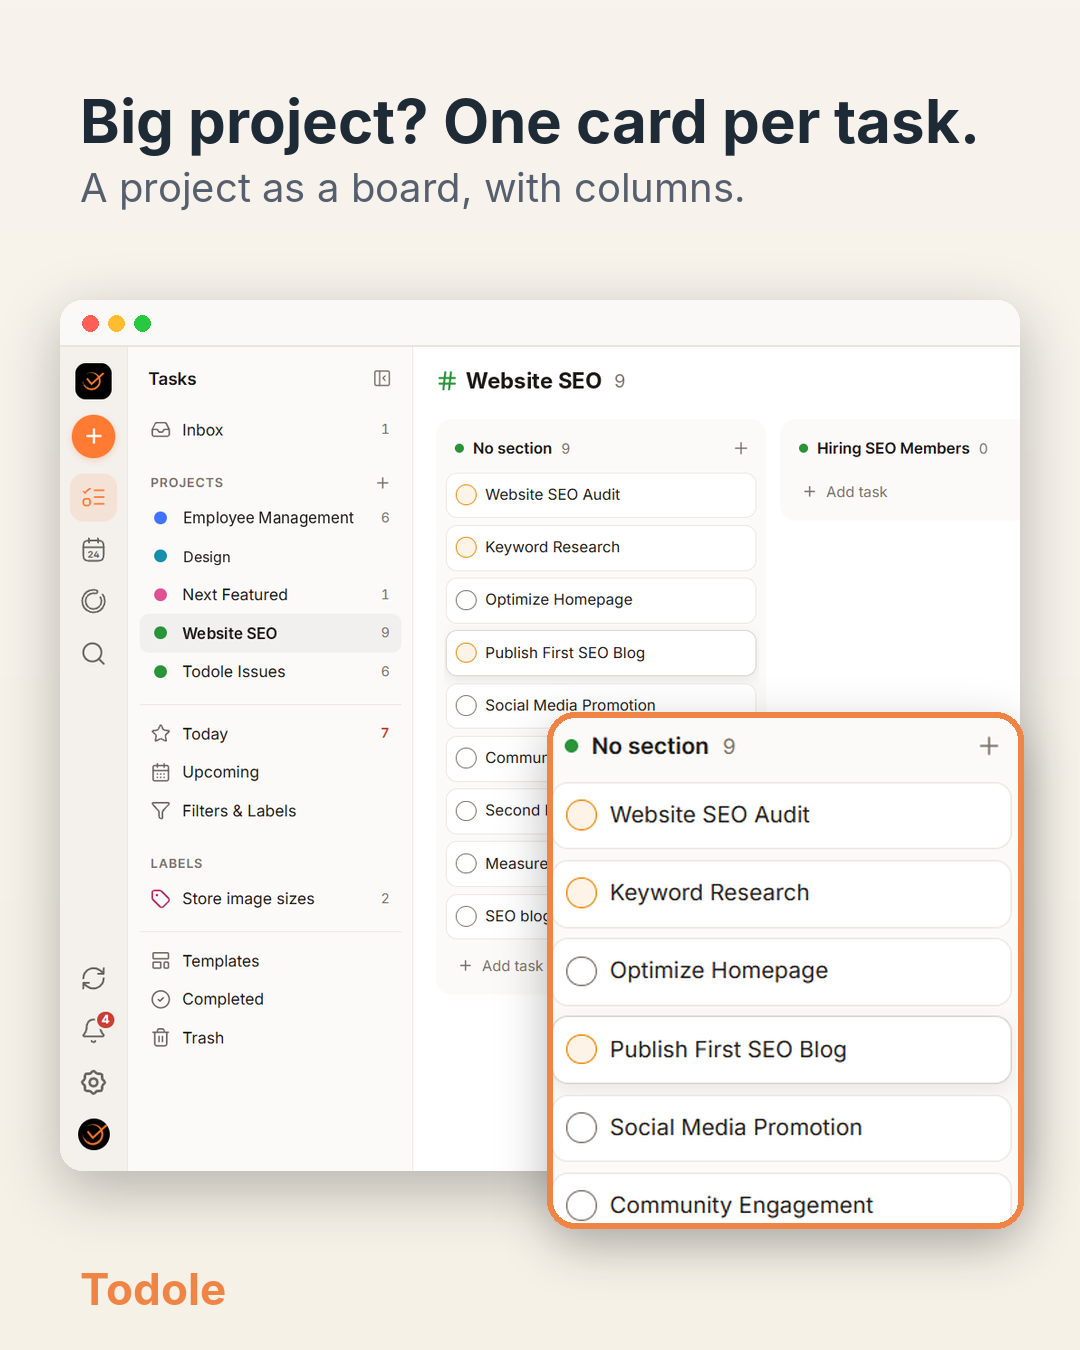 Big project? One card per task.
A project as a board, with columns.
Tasks
Inbox 1
PROJECTS
Employee Management 6
Design
Next Featured 1
Website SEO 9
Todole Issues 6
Today 7
Upcoming
Filters & Labels
LABELS
Store image sizes 2
Templates
Completed
Trash
24
4
# Website SEO 9
No section 9
Website SEO Audit
Keyword Research
Optimize Homepage
Publish First SEO Blog
Social Media Promotion
Second
Measure
SEO
Add task
Hiring SEO Members 0
Add task
No section 9
Website SEO Audit
Keyword Research
Optimize Homepage
Publish First SEO Blog
Social Media Promotion
Community Engagement
Todole